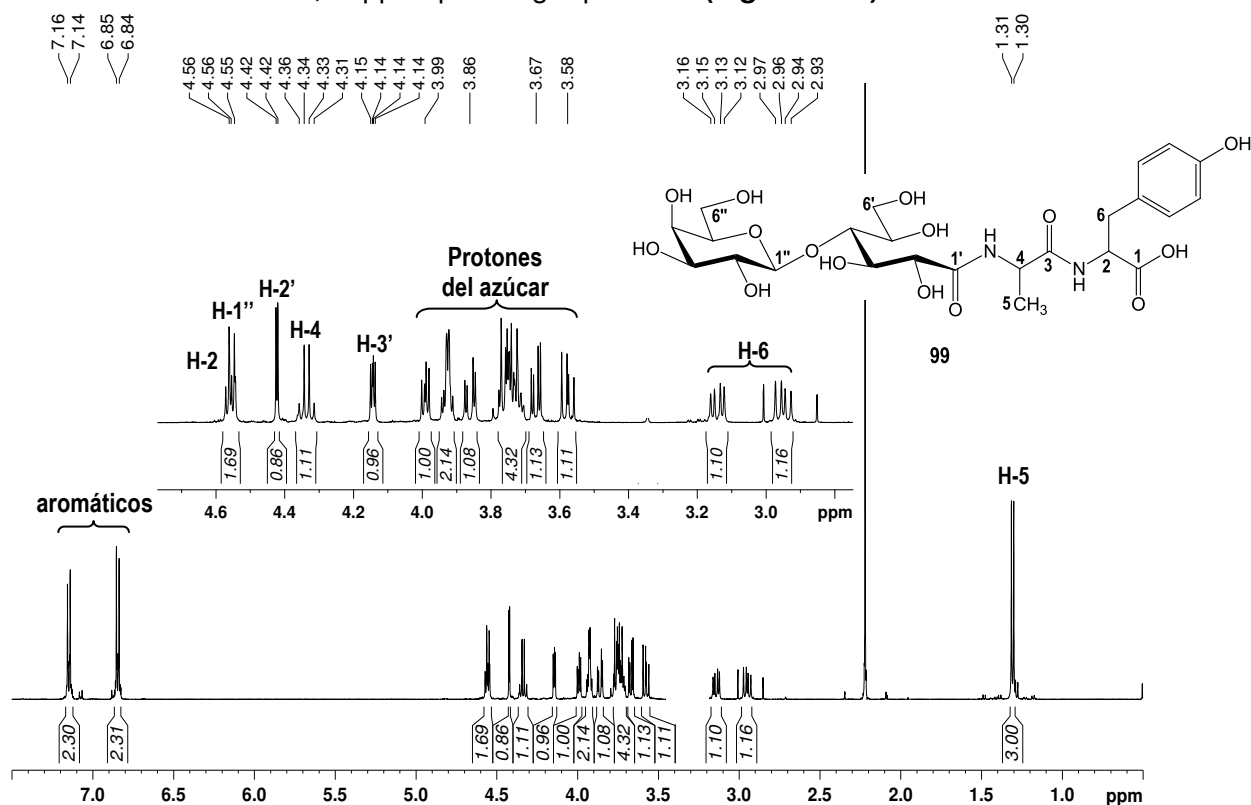 7.16
7.14
6.85
6.84
4.56
4.56
4.55
4.42
4.42
4.36
4.34
4.33
4.31
4.15
4.14
4.14
4.14
3.99
3.86
3.67
3.58
3.16
3.15
3.13
3.12
2.97
2.96
2.94
2.93
1.31
1.30
OH
OH
6''
O
HO
OH
1''
O
6'
OH
OH
HO
OH
1'
O
N
H
4
5
CH3
O
3
N
H
6
2
1
OH
O
OH
99
Protones
del azúcar
H-2
H-1''
H-2'
H-4
H-3'
H-6
1.69
0.86
1.11
0.96
1.00
2.14
1.08
4.32
1.13
1.11
1.10
1.16
4.6 4.4 4.2 4.0 3.8 3.6 3.4 3.2 3.0 ppm
aromáticos
H-5
2.30
2.31
1.69
0.86
1.11
0.96
1.00
2.14
1.08
4.32
1.13
1.11
1.10
1.16
3.00
7.0 6.5 6.0 5.5 5.0 4.5 4.0 3.5 3.0 2.5 2.0 1.5 1.0 ppm